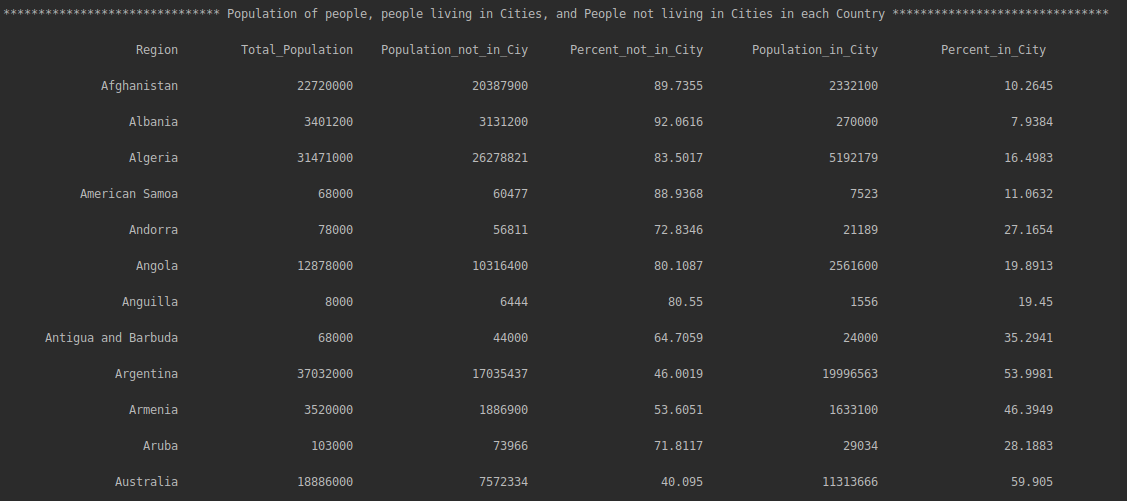 ******************************* Population of people, people living in Cities, and People not living in Cities in each Country *******************************
Region Total_Population Population_not_in_Ciy Percent_not_in_City Population_in_City Percent_in_City
Afghanistan 22720000 20387900 89.7355 2332100 10.2645
Albania 3401200 3131200 92.0616 270000 7.9384
Algeria 31471000 26278821 83.5017 5192179 16.4983
American Samoa 68000 60477 88.9368 7523 11.0632
Andorra 78000 56811 72.8346 21189 27.1654
Angola 12878000 10316400 80.1087 2561600 19.8913
Anguilla 8000 6444 80.55 1556 19.45
Antigua and Barbuda 68000 44000 64.7059 24000 35.2941
Argentina 37032000 17035437 46.0019 19996563 53.9981
Armenia 3520000 1886900 53.6051 1633100 46.3949
Aruba 103000 73966 71.8117 29034 28.1883
Australia 18886000 7572334 40.095 11313666 59.905